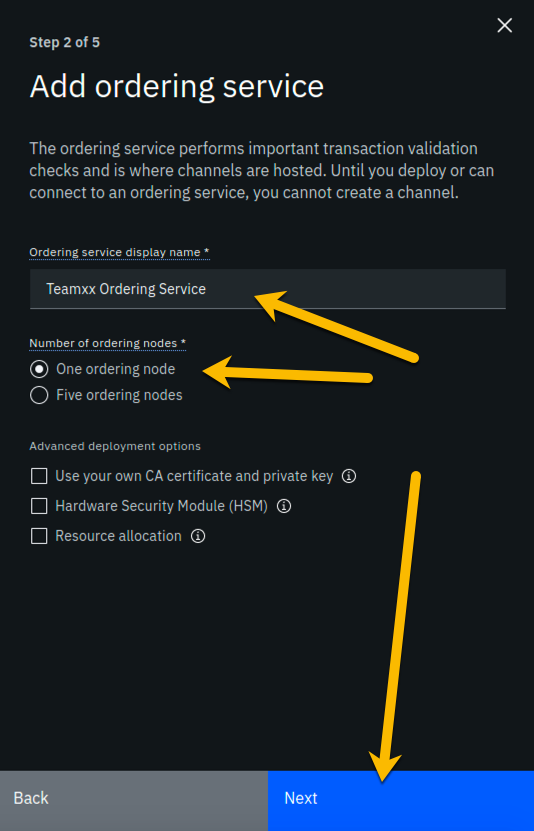 Step 2 of 5
Add ordering service
The ordering service performs important transaction validation
checks and is where channels are hosted. Until you deploy or can
connect to an ordering service, you cannot create a channel.
Ordering service display name *
Teamxx Ordering Service
Number of ordering nodes *
One ordering node
Five ordering nodes
Advanced deployment options
Use your own CA certificate and private key
Hardware Security Module (HSM)
Resource allocation
Back
Next